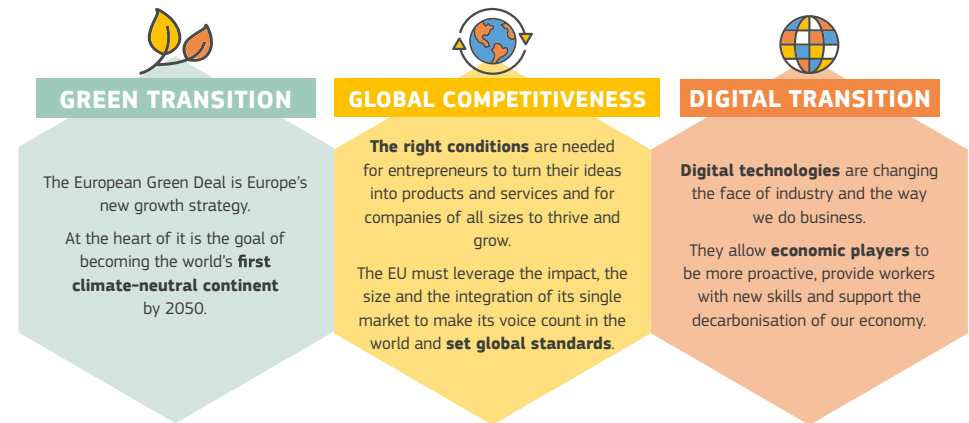 GREEN TRANSITION
The European Green Deal is Europe's
new growth strategy.
At the heart of it is the goal of
becoming the world's first
climate-neutral continent
by 2050.
GLOBAL COMPETITIVENESS
The right conditions are needed
for entrepreneurs to turn their ideas
into products and services and for
companies of all sizes to thrive and
grow.
The EU must leverage the impact, the
size and the integration of its single
market to make its voice count in the
world and set global standards.
DIGITAL TRANSITION
Digital technologies are changing
the face of industry and the way
we do business.
They allow economic players to
be more proactive, provide workers
with new skills and support the
decarbonisation of our economy.